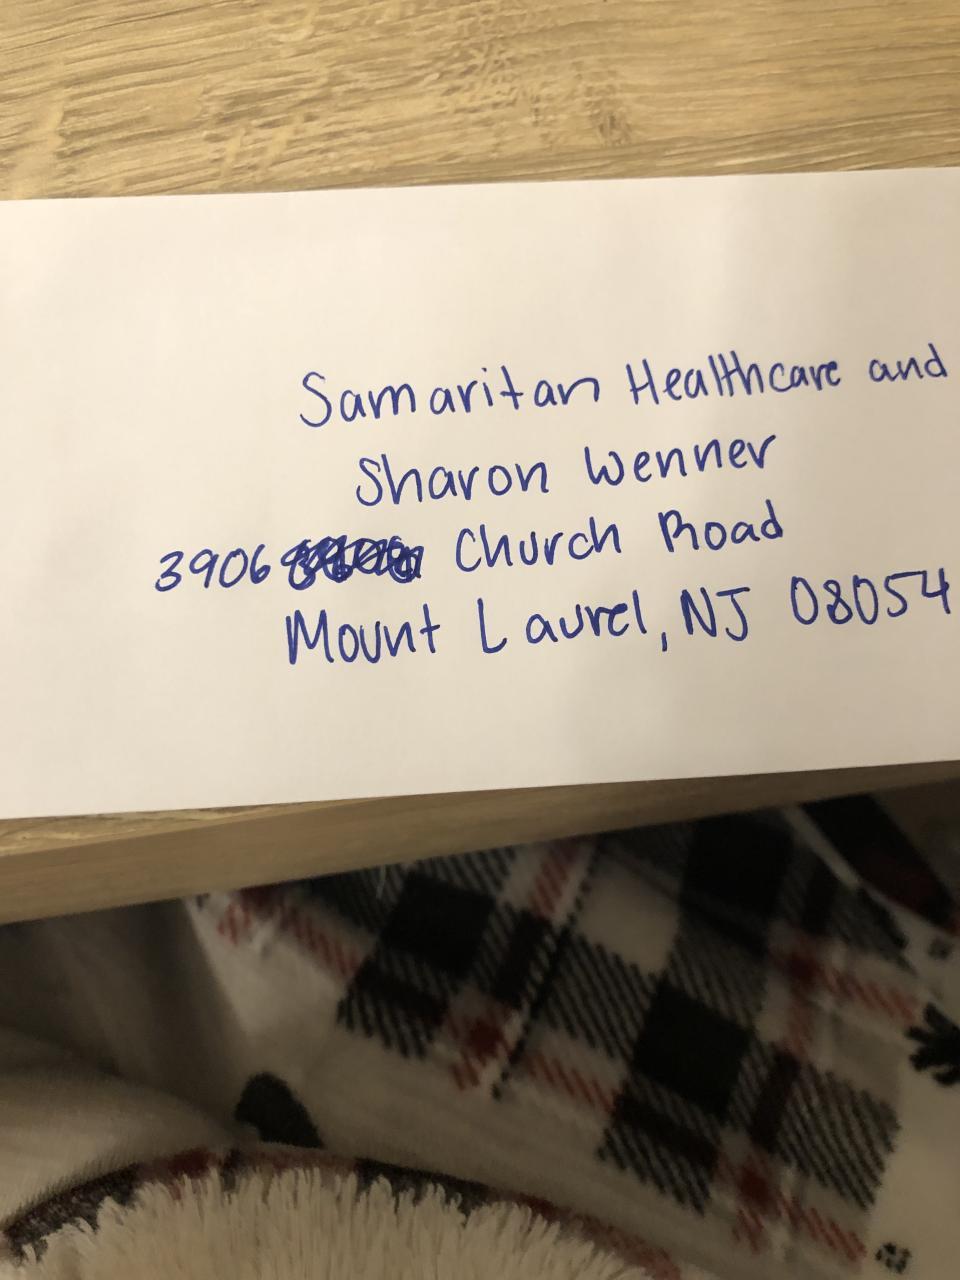 Samaritan Healthcare and
Sharon Wenner
3906 Church Road
Mount Laurel, NJ 08054